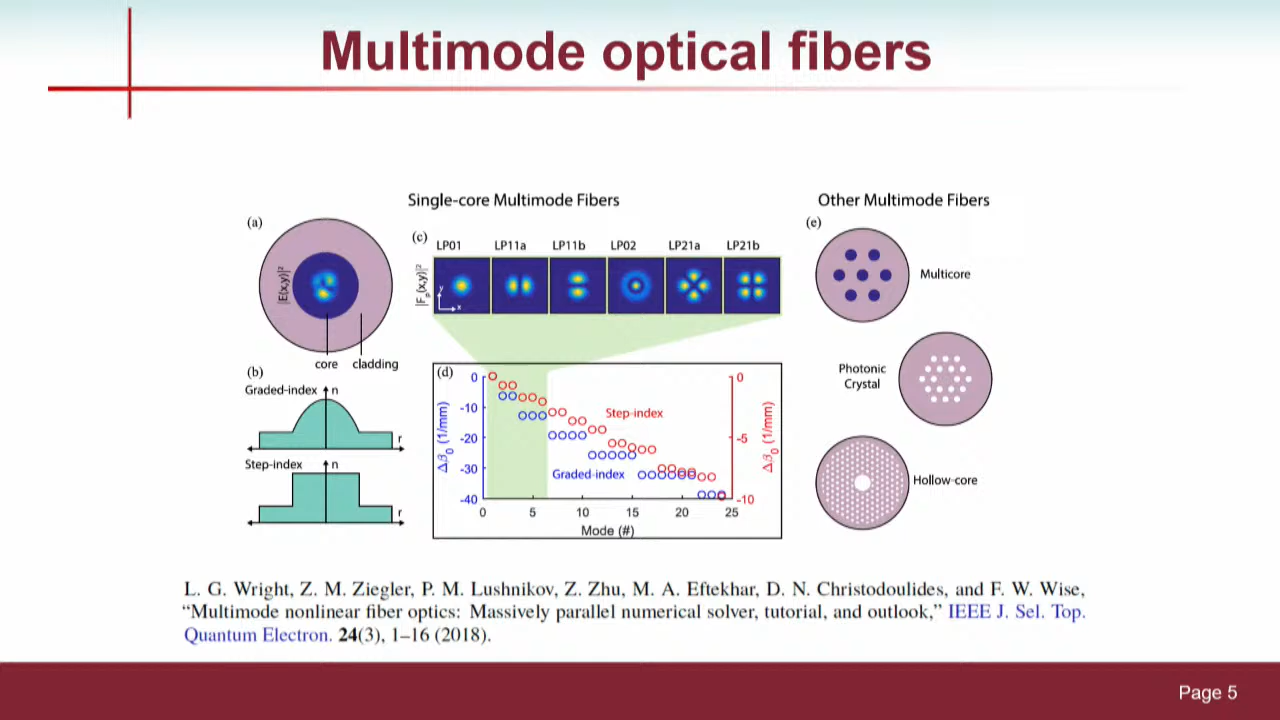 Multimode optical fibers
Single-core Multimode Fibers
Other Multimode Fibers
(a)
|E(x,y)|²
core
cladding
(b)
Graded-index
n
r
Step-index
n
r
(c)
LP01
LP11a
LP11b
LP02
LP21a
LP21b
|Fp(x,y)|²
y
x
(d)
0
-10
-20
-30
-40
Δβ0 (1/mm)
Step-index
Graded-index
0
-5
-10
Δβ0 (1/mm)
0
5
10
15
20
25
Mode (#)
(e)
Multicore
Photonic
Crystal
Hollow-core
L. G. Wright, Z. M. Ziegler, P. M. Lushnikov, Z. Zhu, M. A. Eftekhar, D. N. Christodoulides, and F. W. Wise,
“Multimode nonlinear fiber optics: Massively parallel numerical solver, tutorial, and outlook,” IEEE J. Sel. Top.
Quantum Electron. 24(3), 1–16 (2018).
Page 5